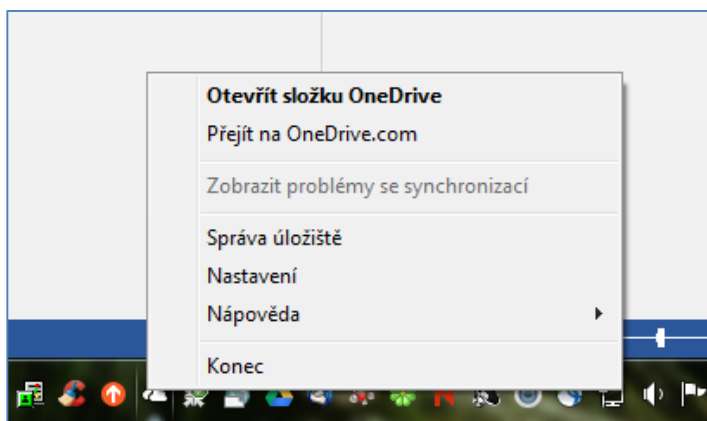 Otevřít složku OneDrive
Přejít na OneDrive.com
Zobrazit problémy se synchronizací
Správa úložiště
Nastavení
Nápověda
Konec